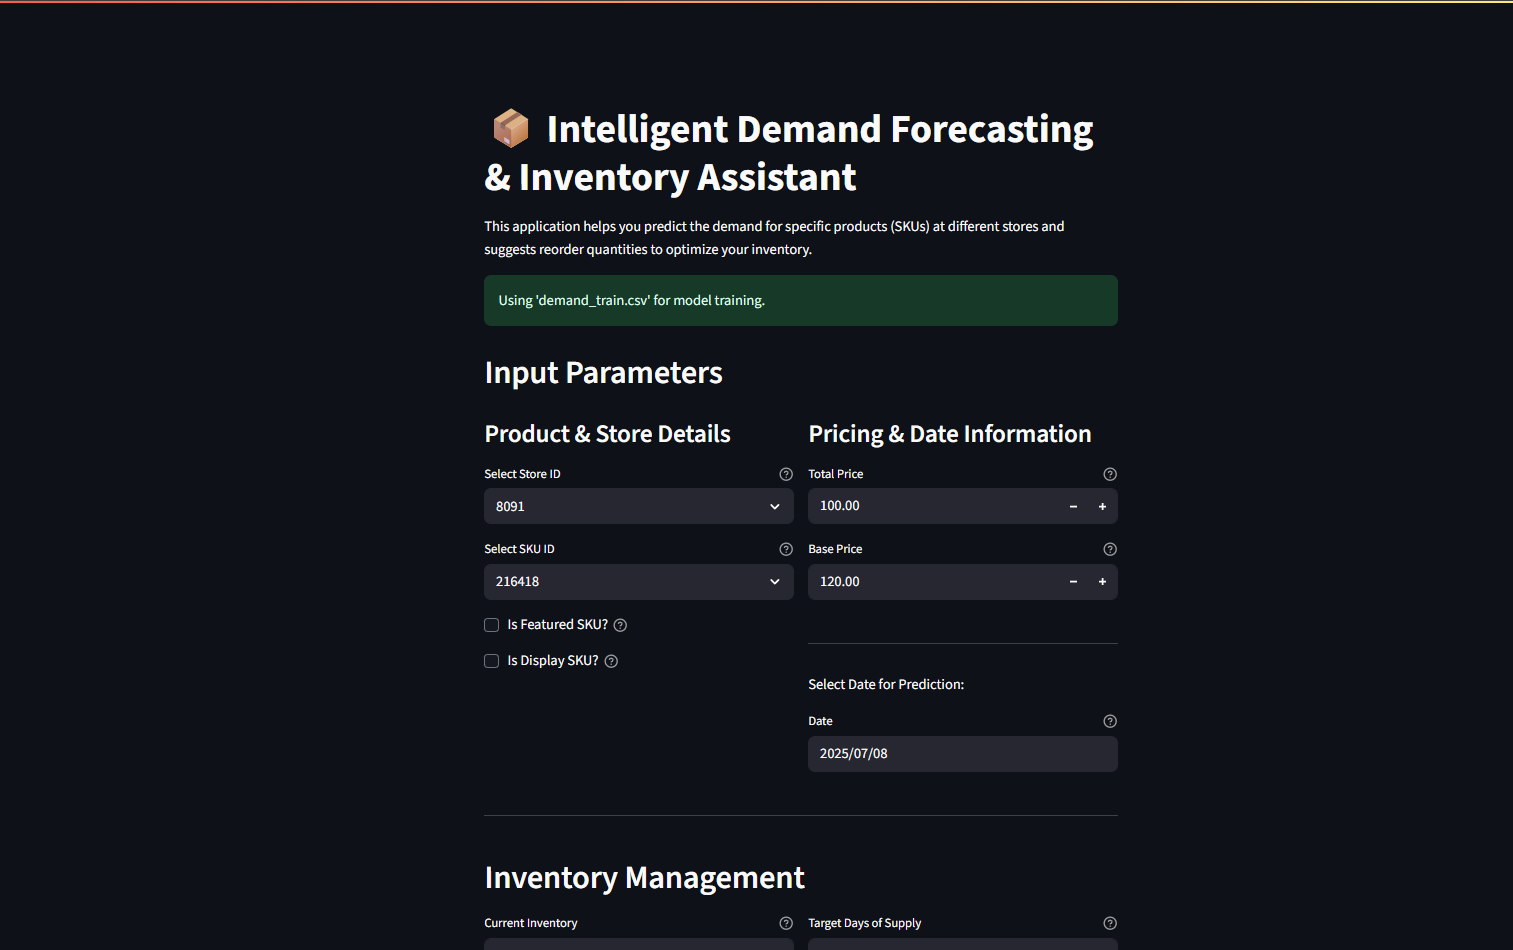 📦 Intelligent Demand Forecasting
& Inventory Assistant
This application helps you predict the demand for specific products (SKUs) at different stores and
suggests reorder quantities to optimize your inventory.
Using 'demand_train.csv' for model training.
Input Parameters
Product & Store Details
Select Store ID
8091
Select SKU ID
216418
Is Featured SKU?
Is Display SKU?
Pricing & Date Information
Total Price
100.00
Base Price
120.00
Select Date for Prediction:
Date
2025/07/08
Inventory Management
Current Inventory
Target Days of Supply